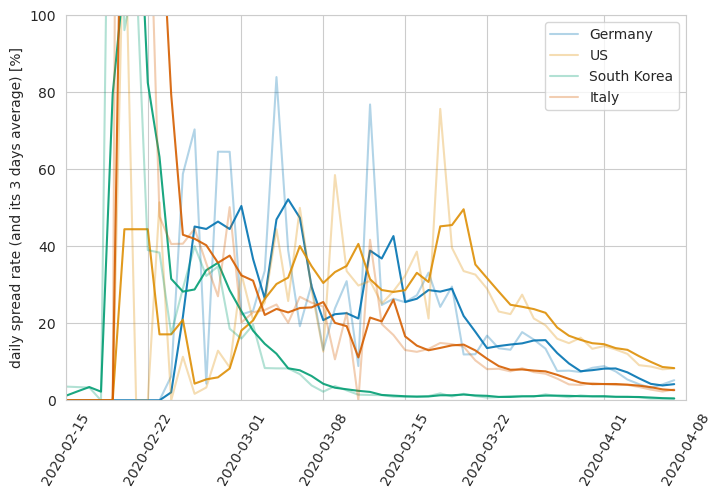 daily spread rate (and its 3 days average) [%]
100
80
60
40
20
0
Germany
US
South Korea
Italy
2020-02-15
2020-02-22
2020-03-01
2020-03-08
2020-03-15
2020-03-22
2020-04-01
2020-04-08